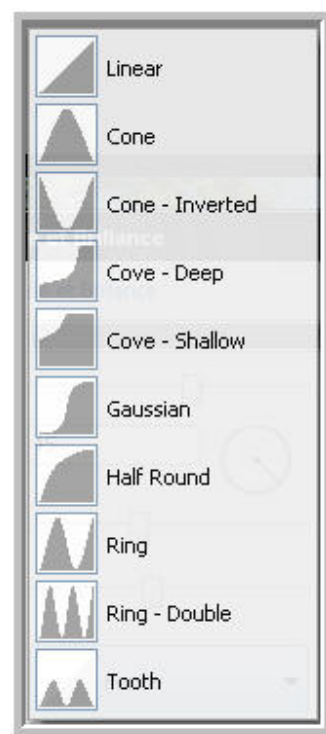 Linear
Cone
Cone - Inverted
Cove - Deep
Cove - Shallow
Gaussian
Half Round
Ring
Ring - Double
Tooth